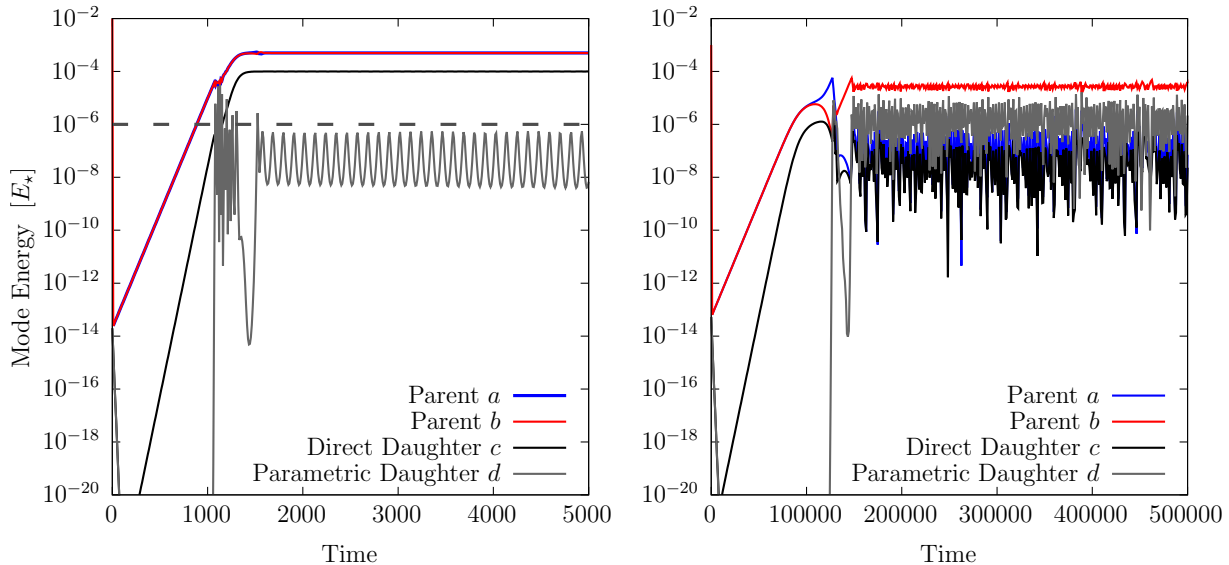 Mode Energy [E⋆]
10−2
10−4
10−6
10−8
10−10
10−12
10−14
10−16
10−18
10−20
Parent a
Parent b
Direct Daughter c
Parametric Daughter d
0 1000 2000 3000 4000 5000
Time
10−2
10−4
10−6
10−8
10−10
10−12
10−14
10−16
10−18
10−20
Parent a
Parent b
Direct Daughter c
Parametric Daughter d
0 100000 200000 300000 400000 500000
Time